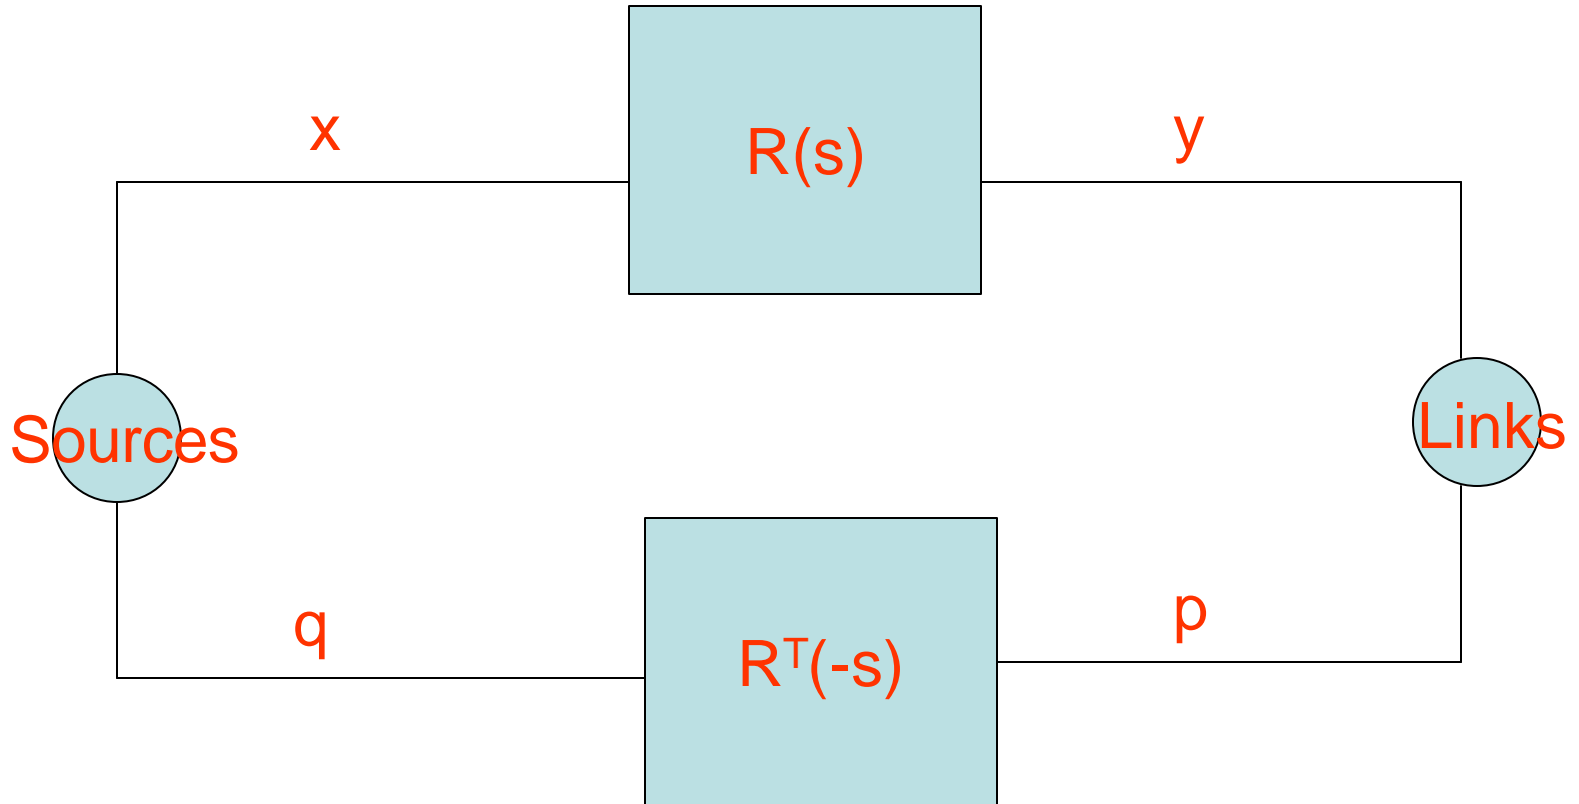 x
R(s)
y
Sources
Links
q
Rᵀ(-s)
p